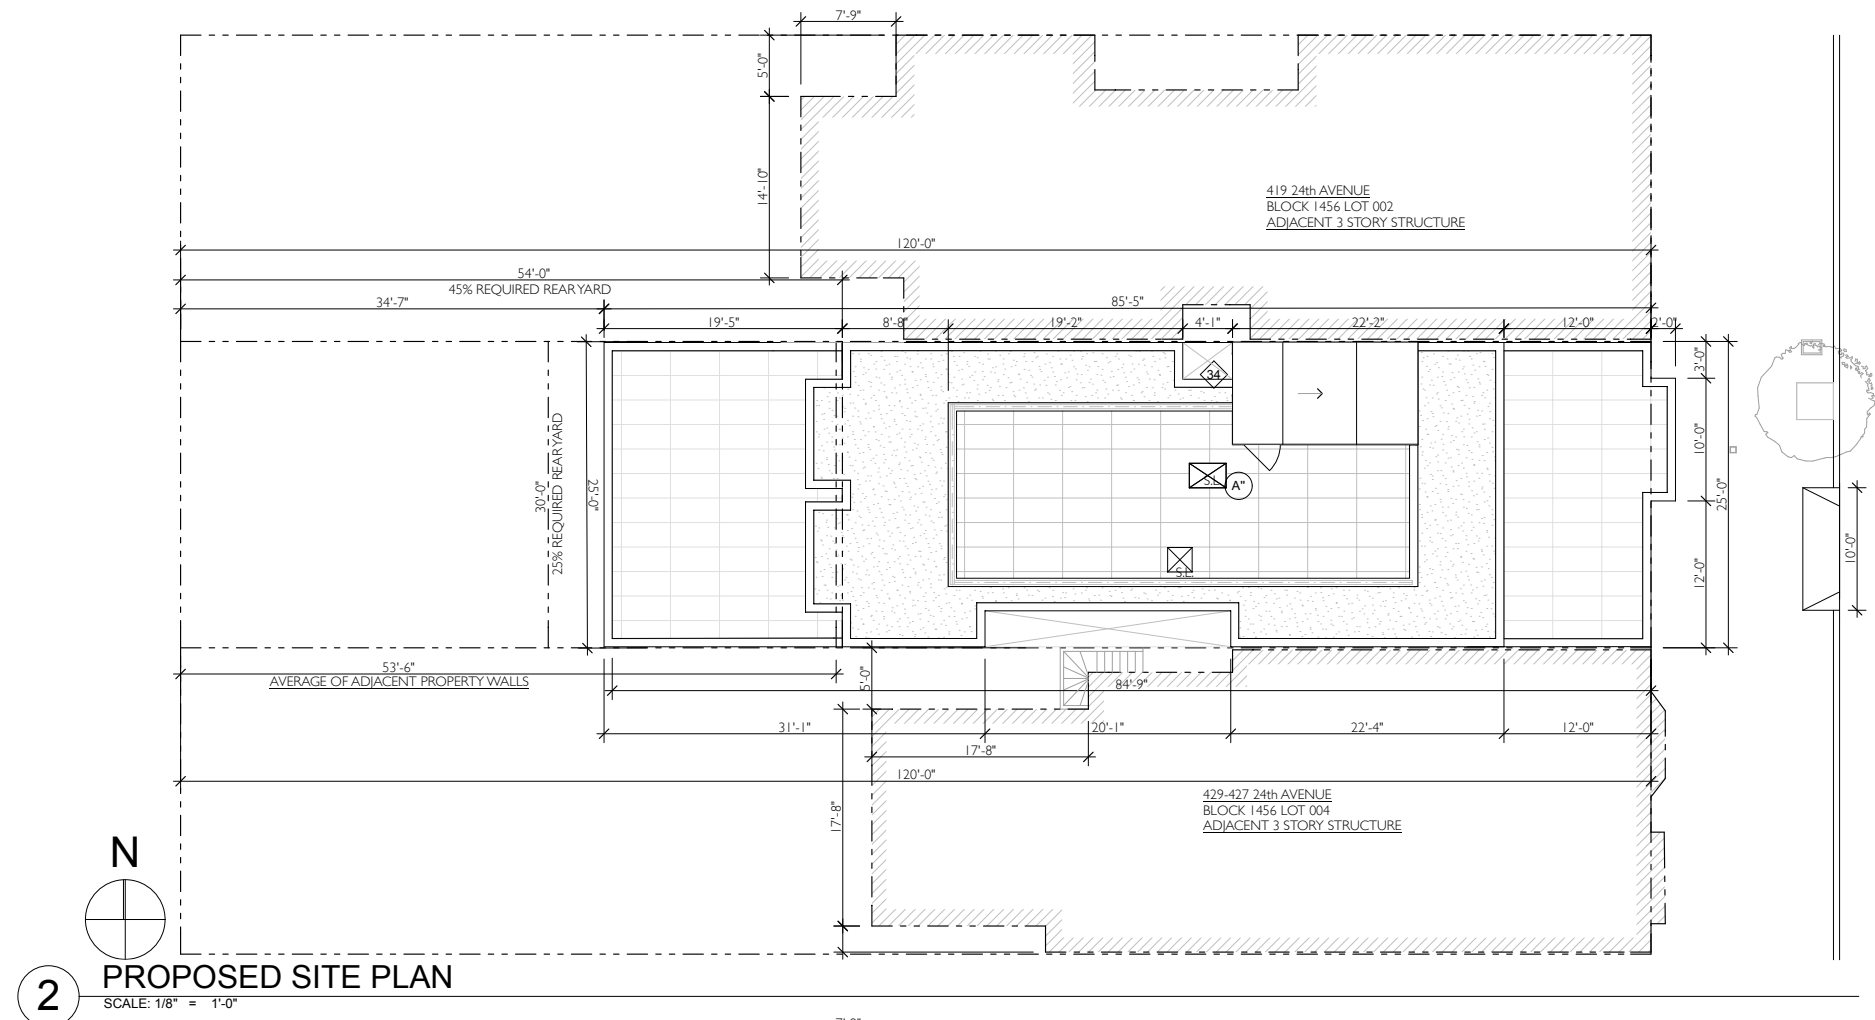 7'-9"
5'-0"
14'-10"
419 24th AVENUE
BLOCK 1456 LOT 002
ADJACENT 3 STORY STRUCTURE
120'-0"
54'-0"
45% REQUIRED REAR YARD
34'-7"
85'-5"
19'-5"
8'-8"
19'-2"
4'-1"
22'-2"
12'-0"
2'-0"
3'-0"
34
10'-0"
25'-0"
12'-0"
10'-0"
30'-0"
25% REQUIRED REAR YARD
25'-0"
S.L.
A"
S.L.
53'-6"
AVERAGE OF ADJACENT PROPERTY WALLS
5'-0"
84'-9"
31'-1"
20'-1"
22'-4"
12'-0"
17'-8"
120'-0"
17'-8"
429-427 24th AVENUE
BLOCK 1456 LOT 004
ADJACENT 3 STORY STRUCTURE
N
2
PROPOSED SITE PLAN
SCALE: 1/8" = 1'-0"